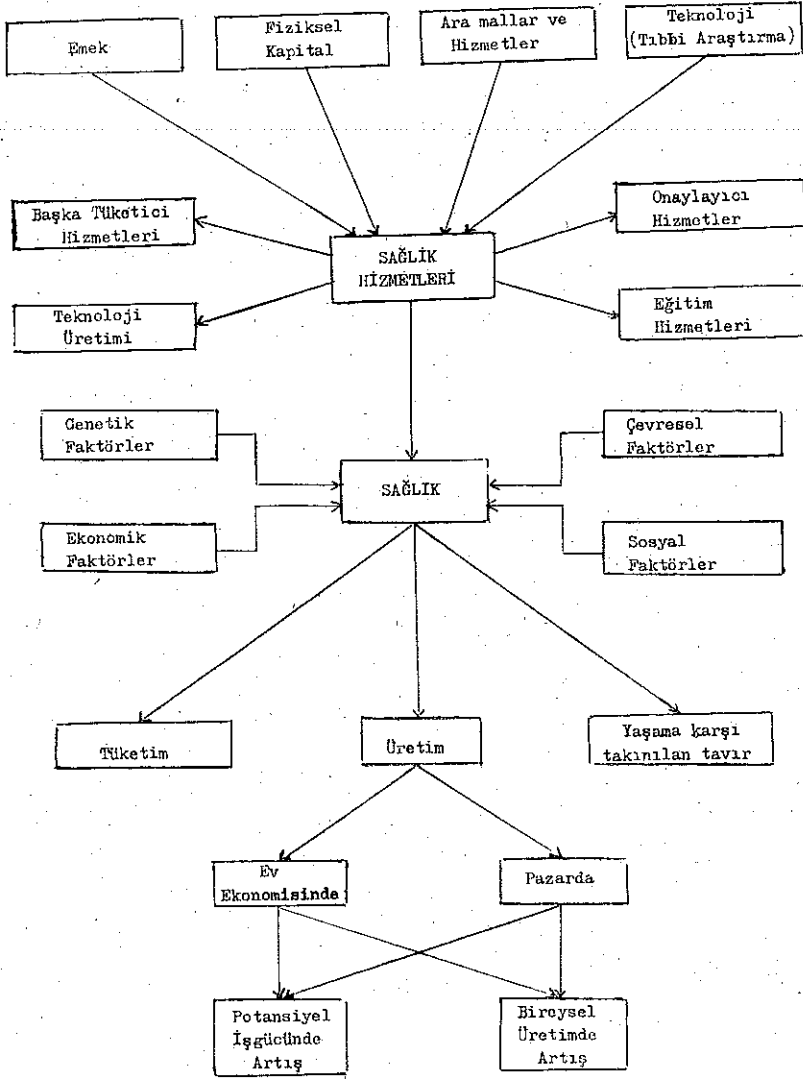 Emek
Fiziksel
Kapital
Ara mallar ve
Hizmetler
Teknoloji
(Tıbbi Araştırma)
Başka Tüketici
Hizmetleri
Onaylayıcı
Hizmetler
SAĞLIK
HİZMETLERİ
Teknoloji
Üretimi
Eğitim
Hizmetleri
Genetik
Faktörler
Çevresel
Faktörler
SAĞLIK
Ekonomik
Faktörler
Sosyal
Faktörler
Tüketim
Üretim
Yaşama karşi
takınılan tavır
Ev
Ekonomisinde
Pazarda
Potansiyel
İşgücünde
Artış
Bireysel
Üretimde
Artış